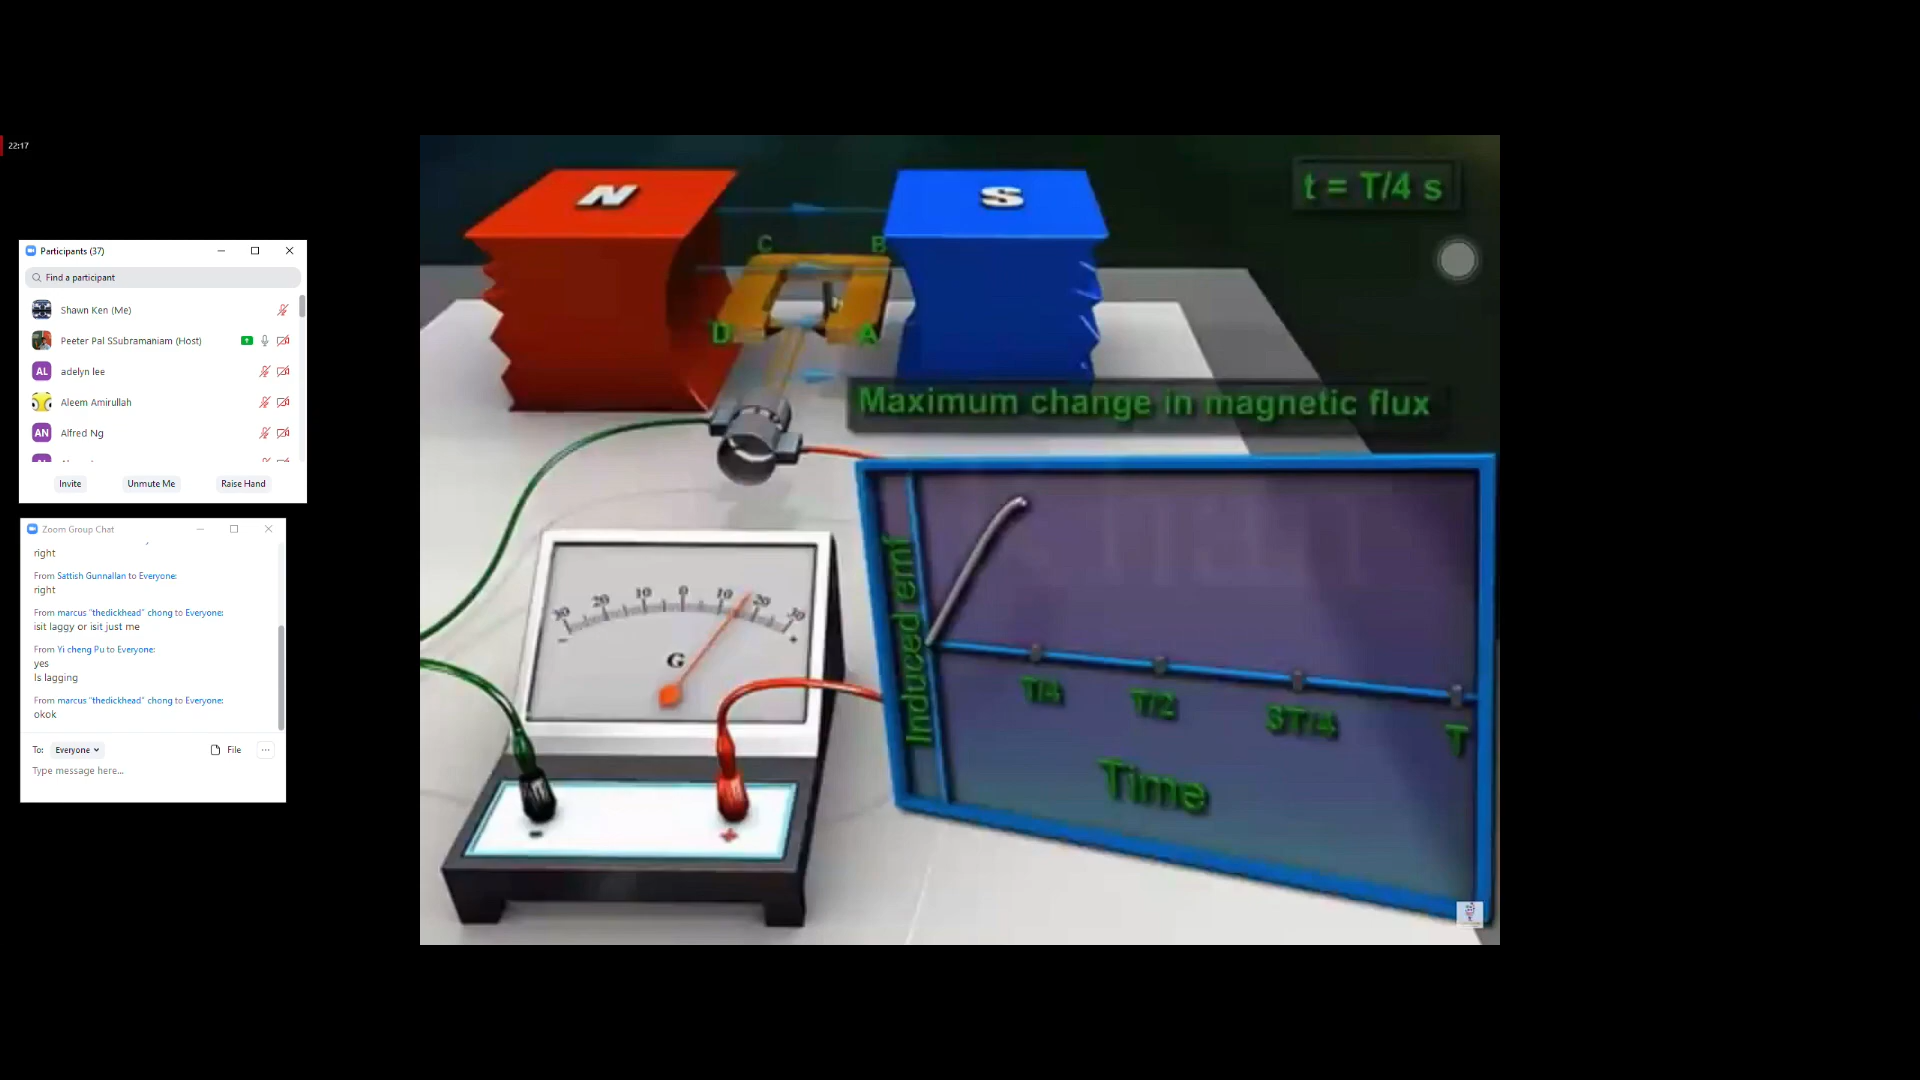 22:17
Participants (37)
Find a participant
Shawn Ken (Me)
Peeter Pal SSubramaniam (Host)
AL adelyn lee
Aleem Amirullah
AN Alfred Ng
Invite Unmute Me Raise Hand
Zoom Group Chat
right
From Sattish Gunnallan to Everyone:
right
From marcus "thedickhead" chong to Everyone:
isit laggy or isit just me
From Yi cheng Pu to Everyone:
yes
Is lagging
From marcus "thedickhead" chong to Everyone:
okok
To: Everyone File ...
Type message here...
N S
t = T/4 s
C B
D A
Maximum change in magnetic flux
30 20 10 0 10 20 30
- +
G
- +
Induced emf
T/4 T/2 3T/4 T
Time